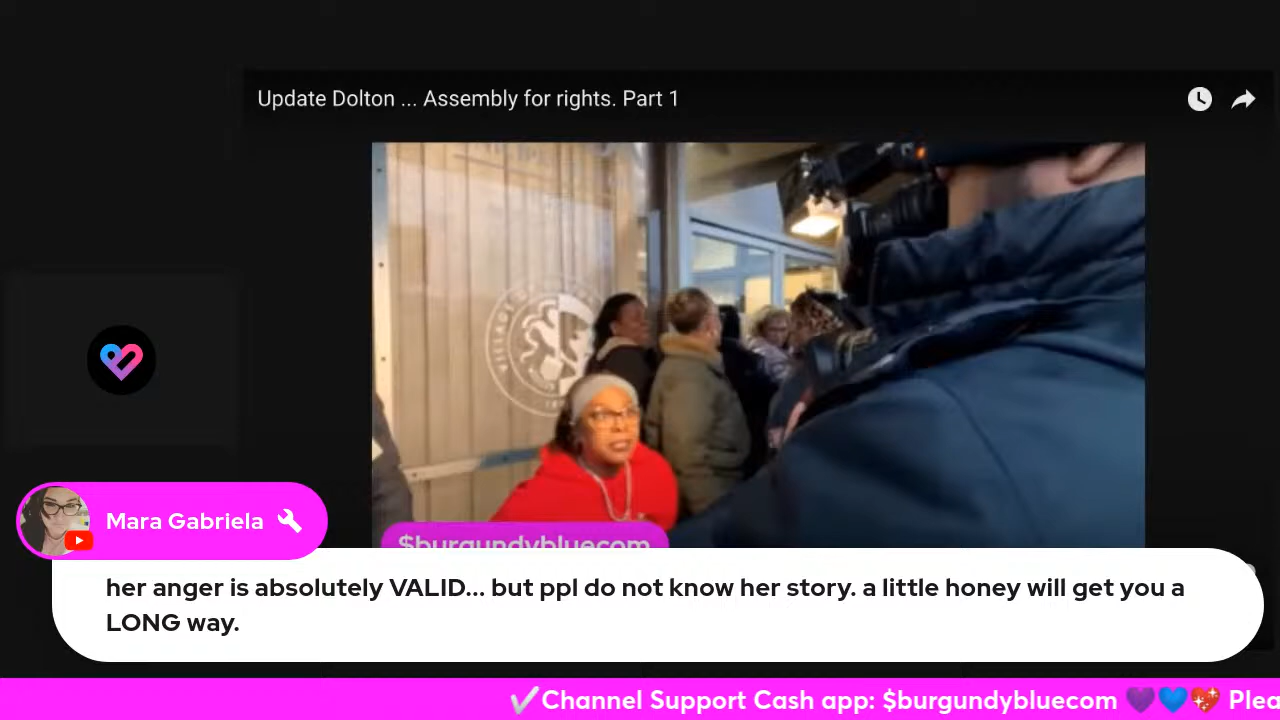 Update Dolton ... Assembly for rights. Part 1
VILLAGE
$burgundybluecom
Mara Gabriela
her anger is absolutely VALID... but ppl do not know her story. a little honey will get you a
LONG way.
✔Channel Support Cash app: $burgundybluecom 💜💙💖 Plea